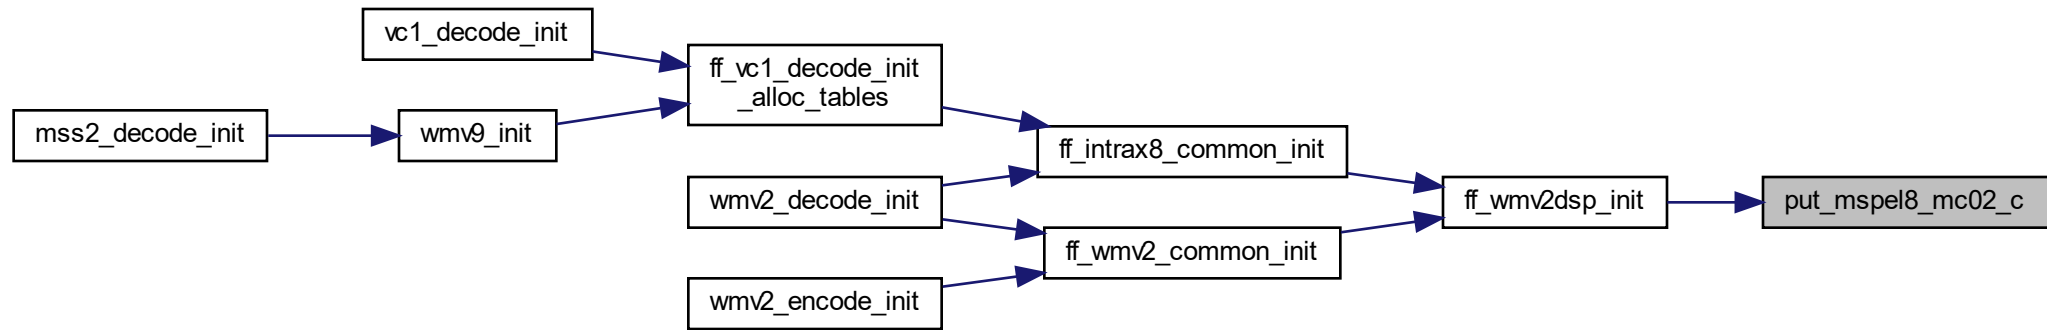 vc1_decode_init
ff_vc1_decode_init
_alloc_tables
mss2_decode_init
wmv9_init
ff_intrax8_common_init
wmv2_decode_init
ff_wmv2dsp_init
put_mspel8_mc02_c
ff_wmv2_common_init
wmv2_encode_init